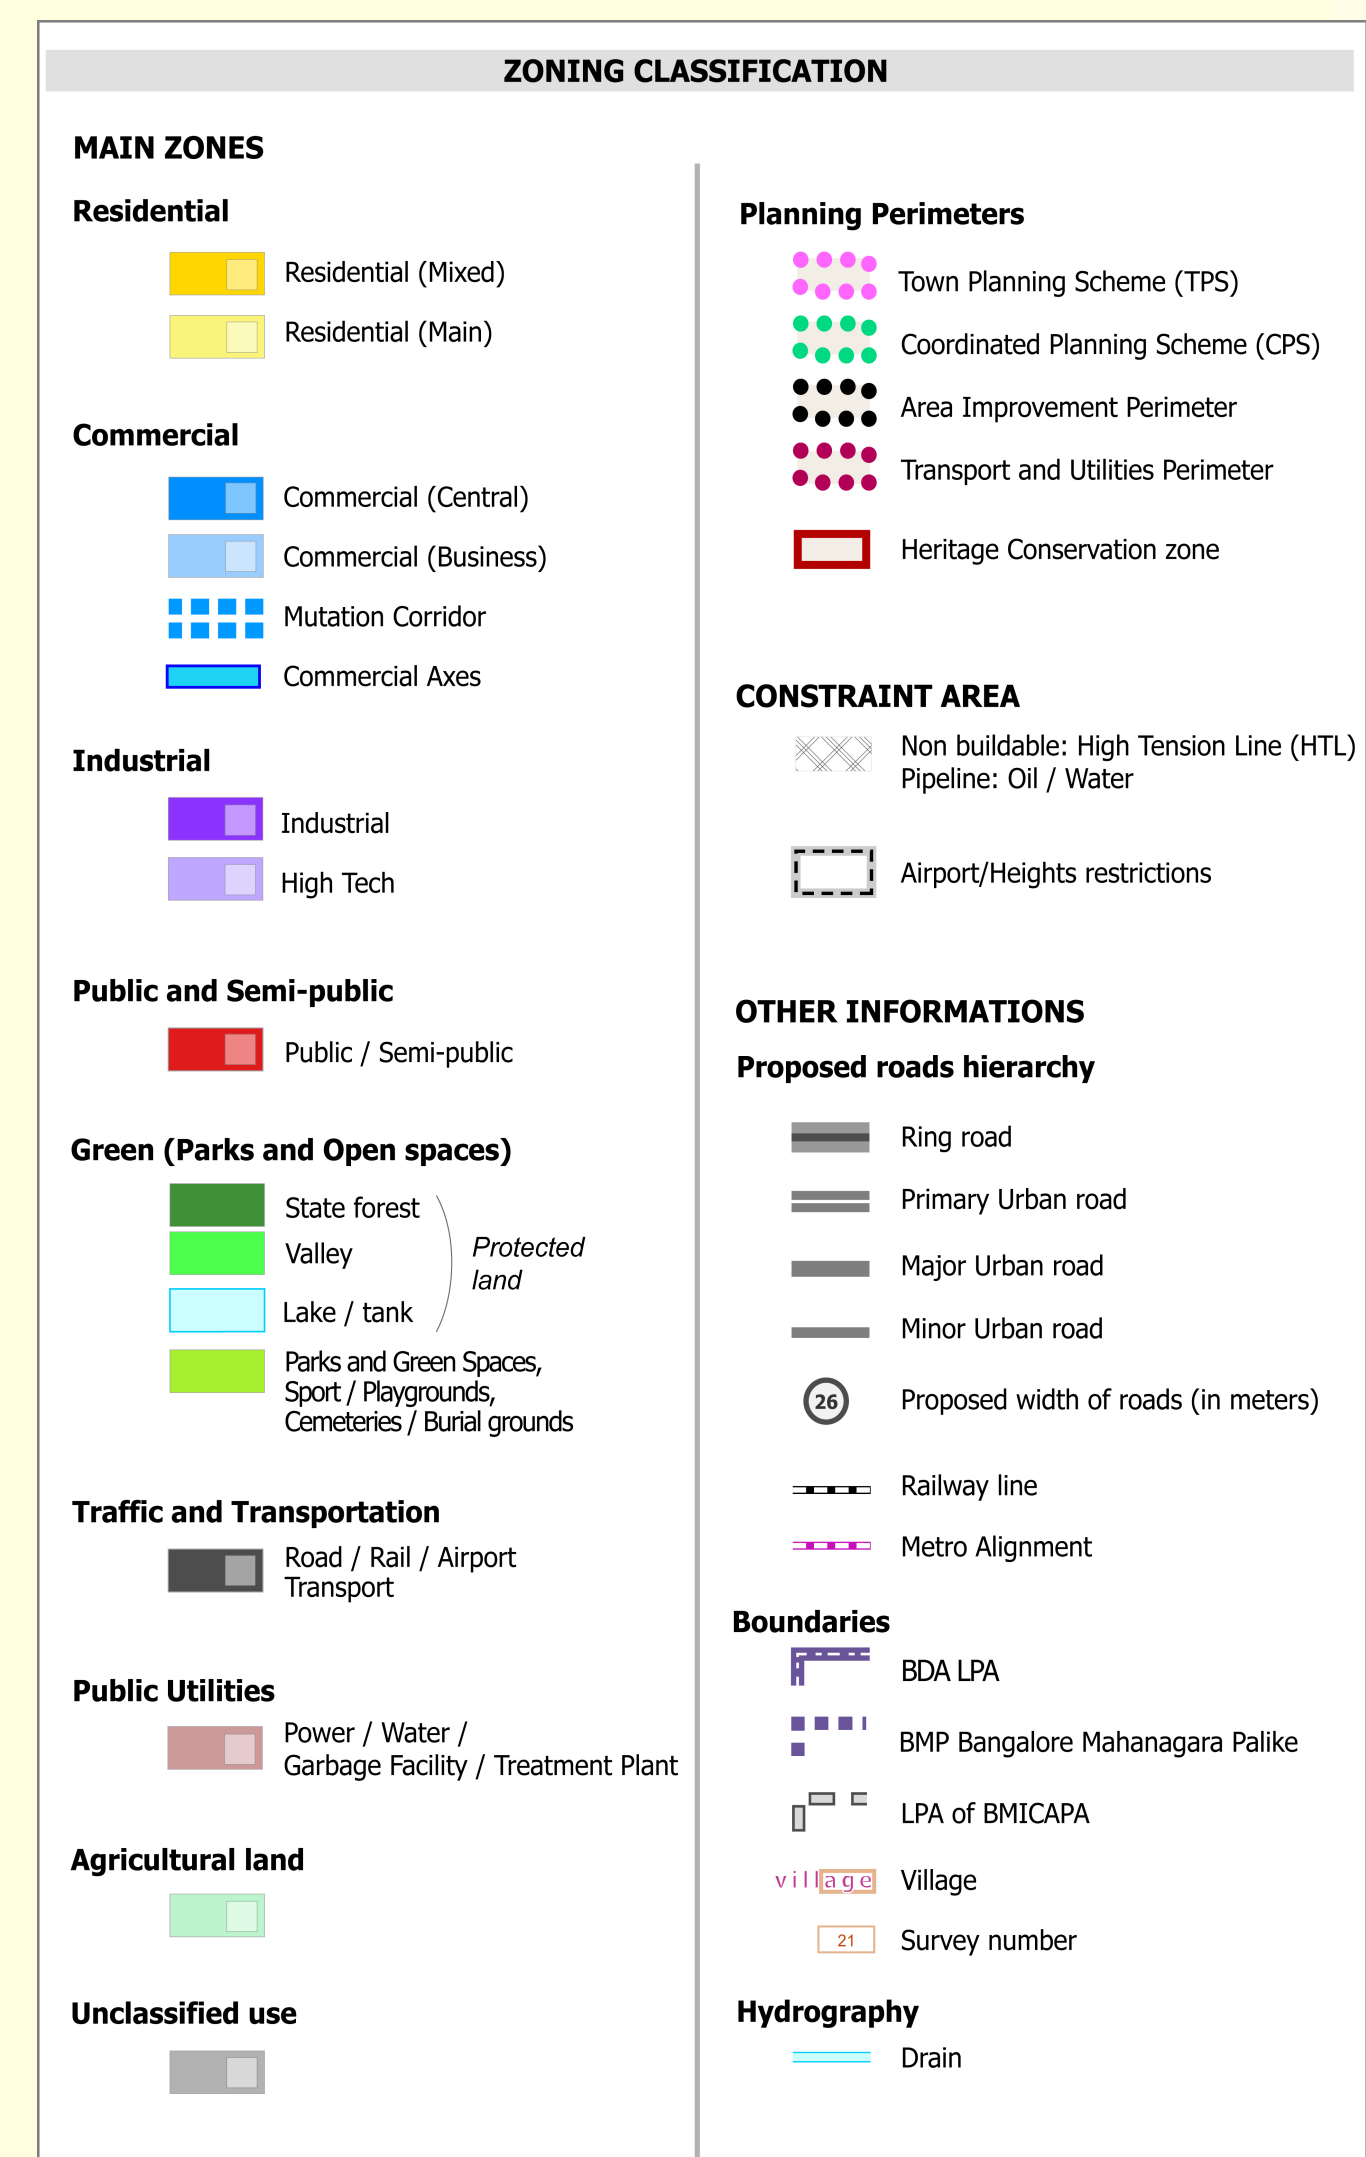 ZONING CLASSIFICATION
MAIN ZONES
Residential
Residential (Mixed)
Residential (Main)
Commercial
Commercial (Central)
Commercial (Business)
Mutation Corridor
Commercial Axes
Industrial
Industrial
High Tech
Public and Semi-public
Public / Semi-public
Green (Parks and Open spaces)
State forest
Valley
Lake / tank
Protected
land
Parks and Green Spaces,
Sport / Playgrounds,
Cemeteries / Burial grounds
Traffic and Transportation
Road / Rail / Airport
Transport
Public Utilities
Power / Water /
Garbage Facility / Treatment Plant
Agricultural land
Unclassified use
Planning Perimeters
Town Planning Scheme (TPS)
Coordinated Planning Scheme (CPS)
Area Improvement Perimeter
Transport and Utilities Perimeter
Heritage Conservation zone
CONSTRAINT AREA
Non buildable: High Tension Line (HTL)
Pipeline: Oil / Water
Airport/Heights restrictions
OTHER INFORMATIONS
Proposed roads hierarchy
Ring road
Primary Urban road
Major Urban road
Minor Urban road
26 Proposed width of roads (in meters)
Railway line
Metro Alignment
Boundaries
BDA LPA
BMP Bangalore Mahanagara Palike
LPA of BMICAPA
village Village
21 Survey number
Hydrography
Drain